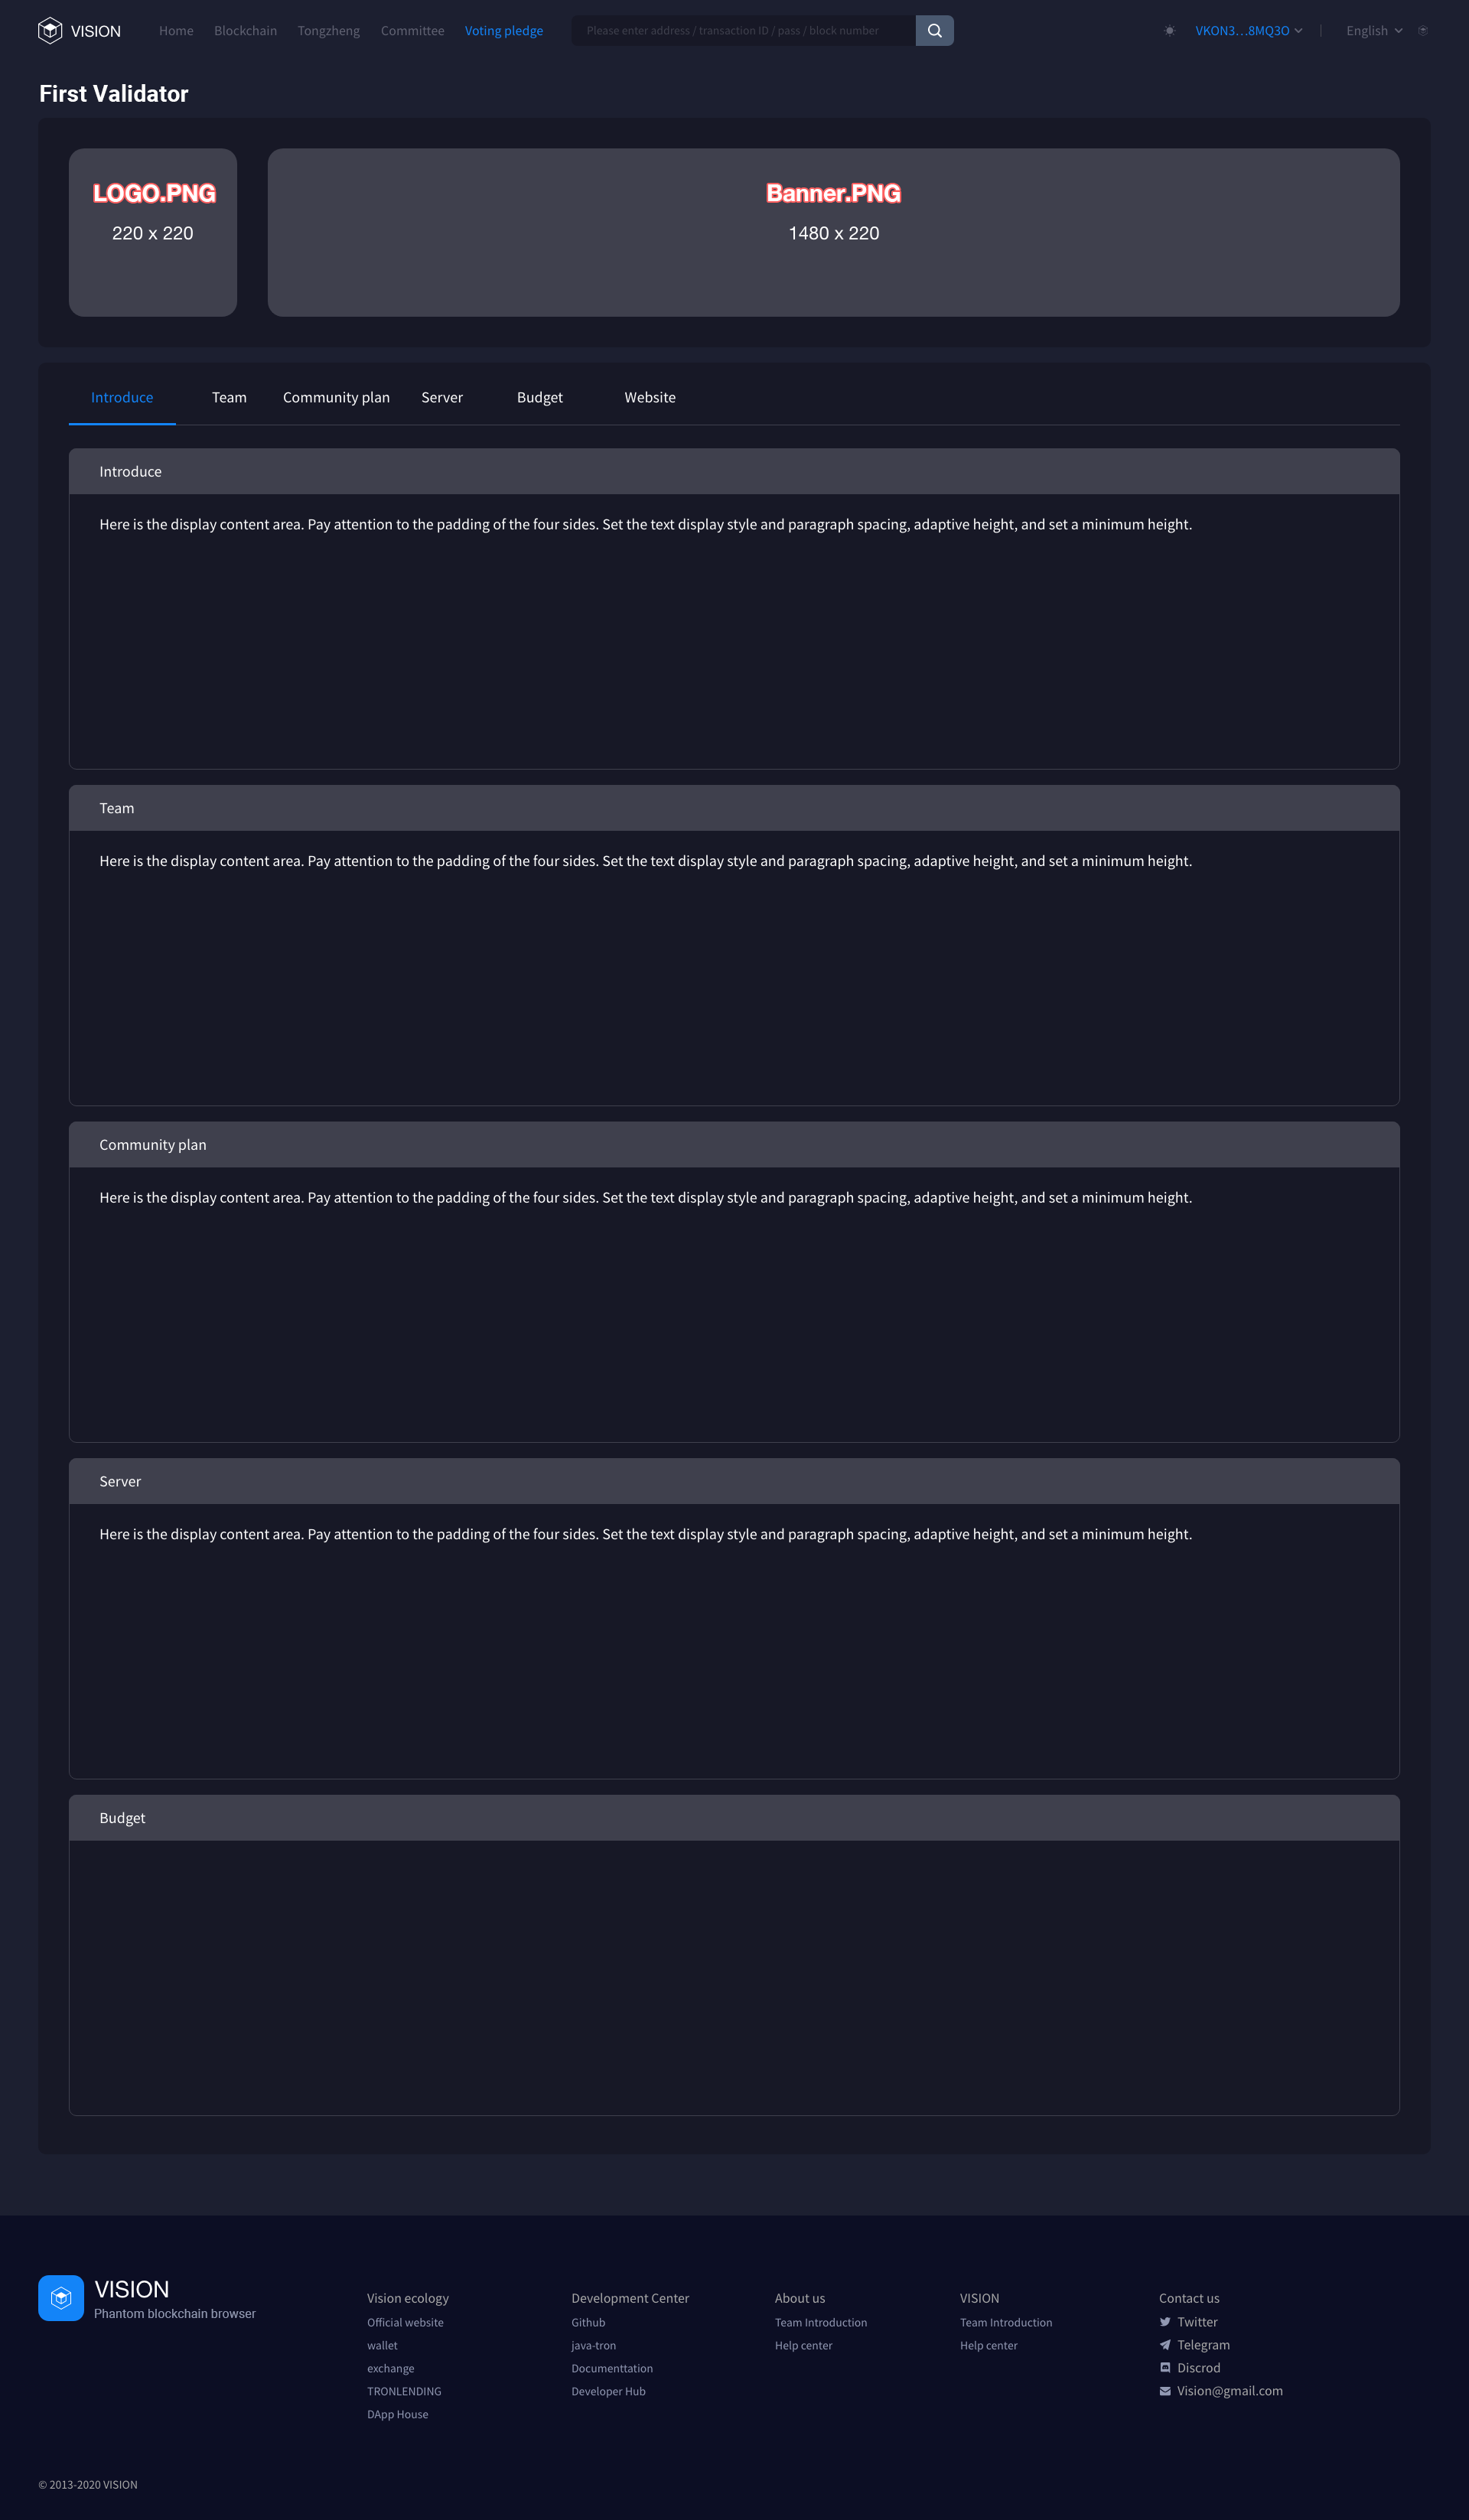 VISION
Home Blockchain Tongzheng Committee Voting pledge
Please enter address / transaction ID / pass / block number
VKON3...8MQ3O
English
First Validator
LOGO.PNG
220 x 220
Banner.PNG
1480 x 220
Introduce Team Community plan Server Budget Website
Introduce
Here is the display content area. Pay attention to the padding of the four sides. Set the text display style and paragraph spacing, adaptive height, and set a minimum height.
Team
Here is the display content area. Pay attention to the padding of the four sides. Set the text display style and paragraph spacing, adaptive height, and set a minimum height.
Community plan
Here is the display content area. Pay attention to the padding of the four sides. Set the text display style and paragraph spacing, adaptive height, and set a minimum height.
Server
Here is the display content area. Pay attention to the padding of the four sides. Set the text display style and paragraph spacing, adaptive height, and set a minimum height.
Budget
VISION
Phantom blockchain browser
Vision ecology
Official website
wallet
exchange
TRONLENDING
DApp House
Development Center
Github
java-tron
Documenttation
Developer Hub
About us
Team Introduction
Help center
VISION
Team Introduction
Help center
Contact us
Twitter
Telegram
Discrod
Vision@gmail.com
© 2013-2020 VISION